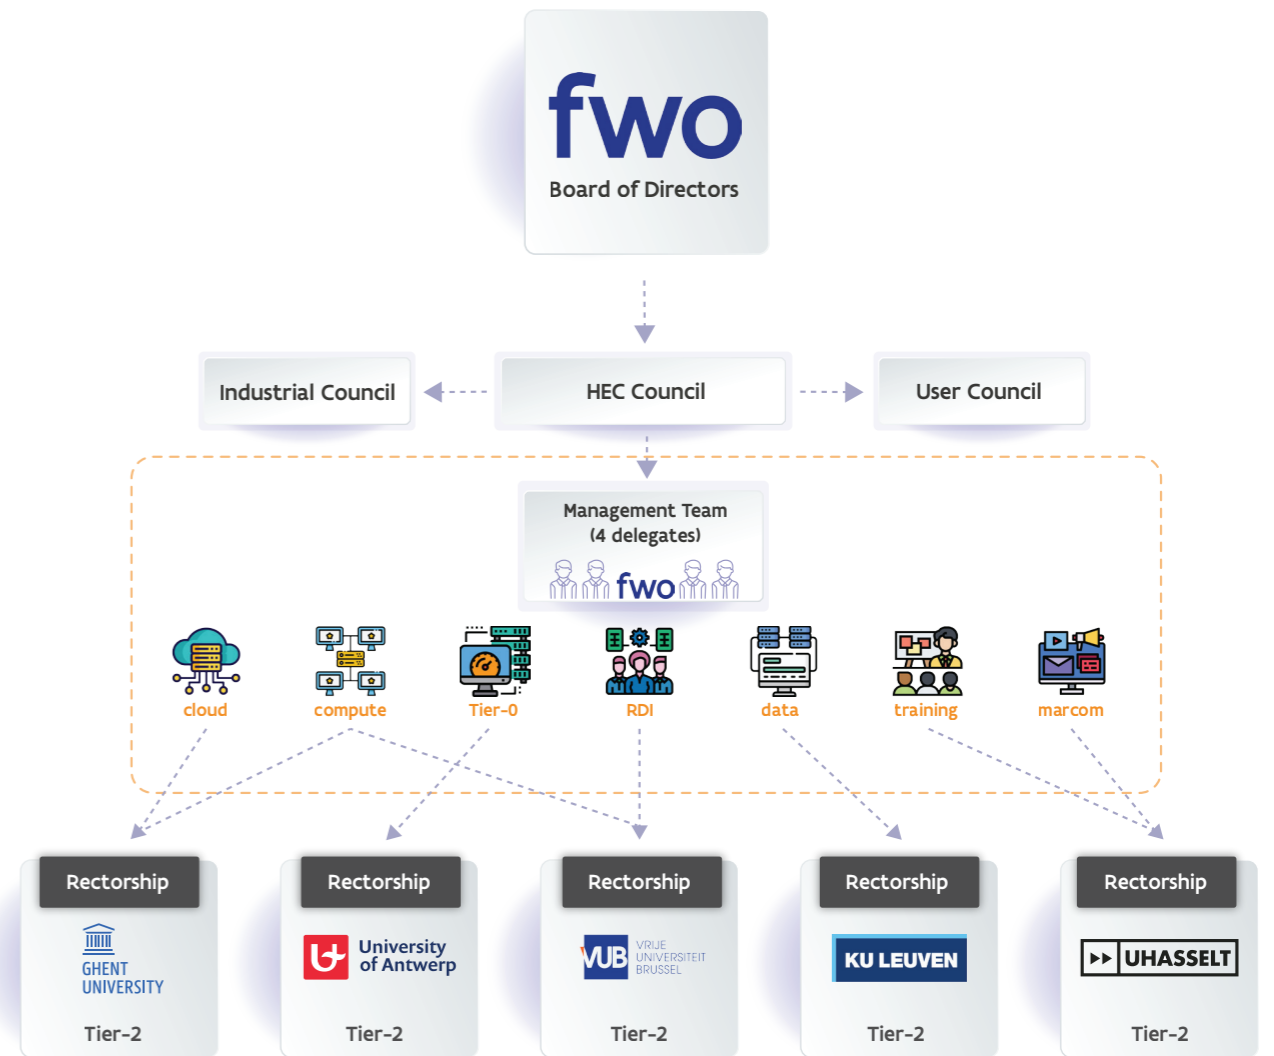 fwo
Board of Directors
Industrial Council
HEC Council
User Council
Management Team
(4 delegates)
fwo
cloud
compute
Tier-0
RDI
data
training
marcom
Rectorship
Rectorship
Rectorship
Rectorship
Rectorship
GHENT
UNIVERSITY
University
of Antwerp
VUB
VRIJE
UNIVERSITEIT
BRUSSEL
KU LEUVEN
UHASSELT
Tier-2
Tier-2
Tier-2
Tier-2
Tier-2